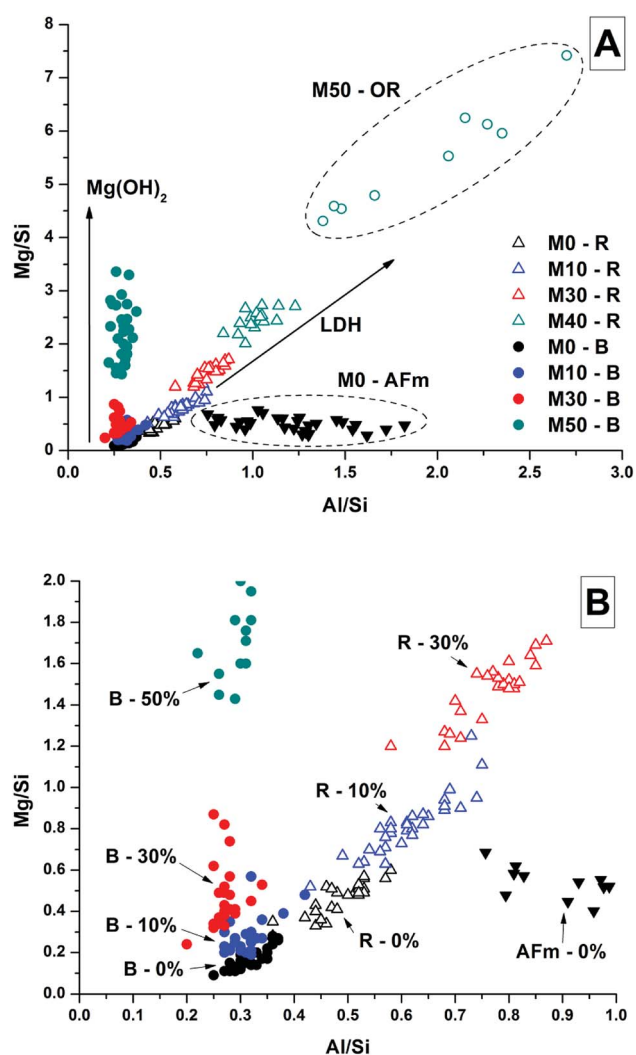 A
8
7
6
5
4
3
2
1
0
Mg/Si
0.0 0.5 1.0 1.5 2.0 2.5 3.0
Al/Si
M50 - OR
Mg(OH)2
LDH
M0 - AFm
M0 - R
M10 - R
M30 - R
M40 - R
M0 - B
M10 - B
M30 - B
M50 - B
B
2.0
1.8
1.6
1.4
1.2
1.0
0.8
0.6
0.4
0.2
0.0
Mg/Si
0.0 0.1 0.2 0.3 0.4 0.5 0.6 0.7 0.8 0.9 1.0
Al/Si
B - 50%
R - 30%
R - 10%
B - 30%
B - 10%
B - 0%
R - 0%
AFm - 0%